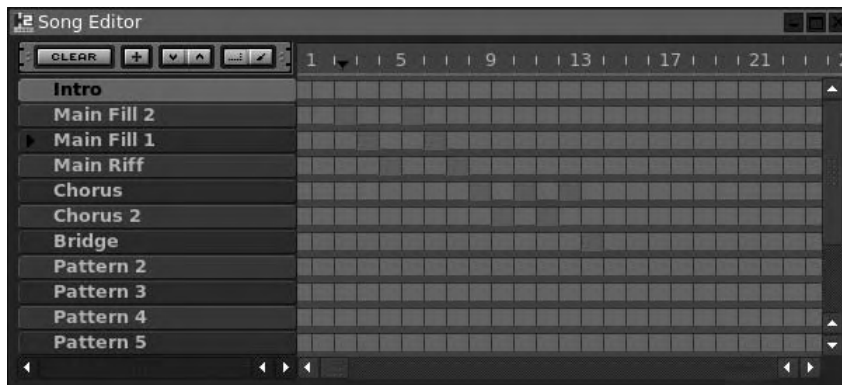 Song Editor
CLEAR
1 5 9 13 17 21
Intro
Main Fill 2
Main Fill 1
Main Riff
Chorus
Chorus 2
Bridge
Pattern 2
Pattern 3
Pattern 4
Pattern 5